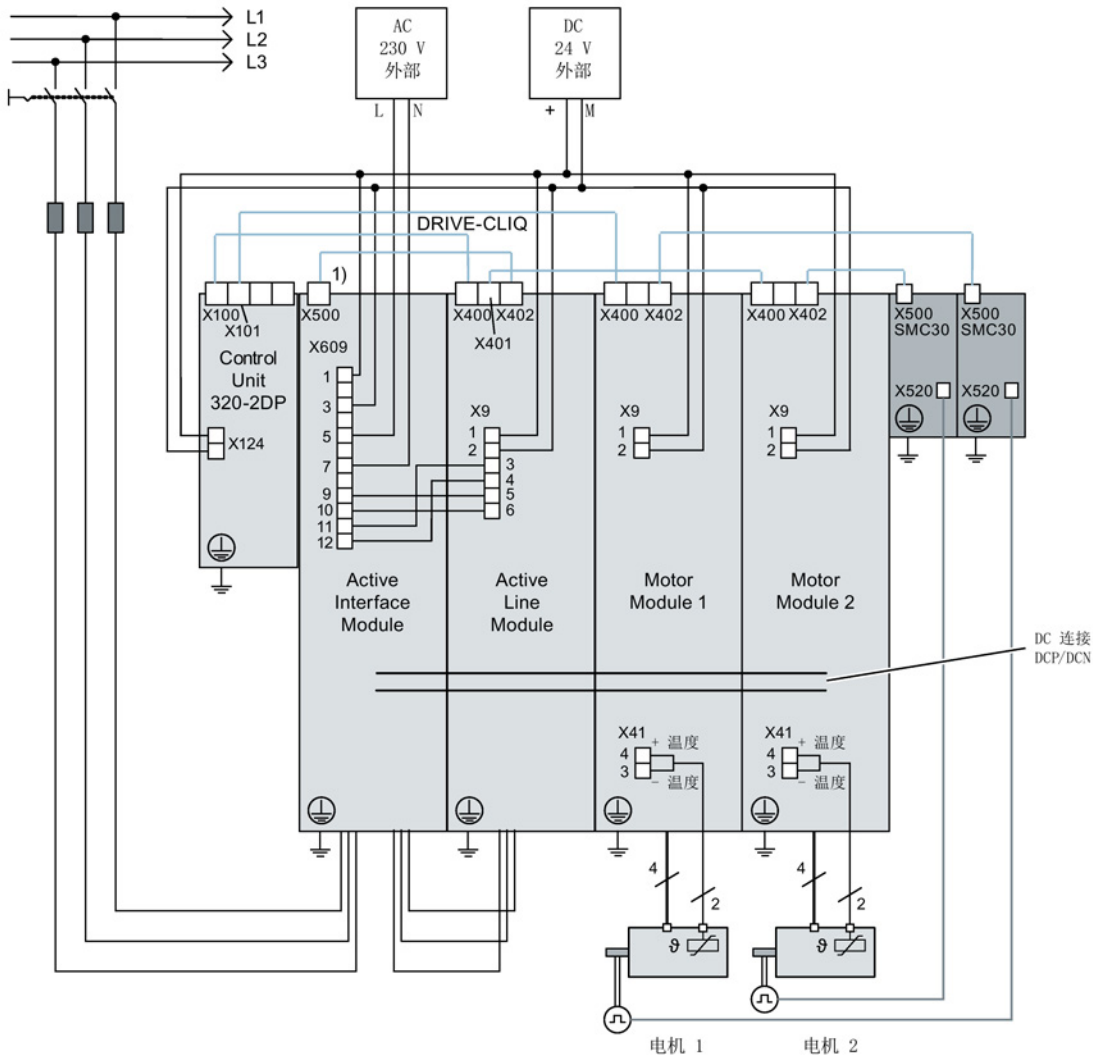 L1
L2
L3
AC
230 V
外部
L N
DC
24 V
外部
+ M
DRIVE-CLIQ
1)
X100
X101
Control
Unit
320-2DP
X124
X500
X609
1
3
5
7
9
10
11
12
Active
Interface
Module
X400 X402
X401
X9
1
2
3
4
5
6
Active
Line
Module
X400 X402
X9
1
2
Motor
Module 1
X41
4
3
+ 温度
- 温度
X400 X402
X9
1
2
Motor
Module 2
X41
4
3
+ 温度
- 温度
X500
SMC30
X520
X500
SMC30
X520
DC 连接
DCP/DCN
4
2
ϑ
电机 1
4
2
ϑ
电机 2